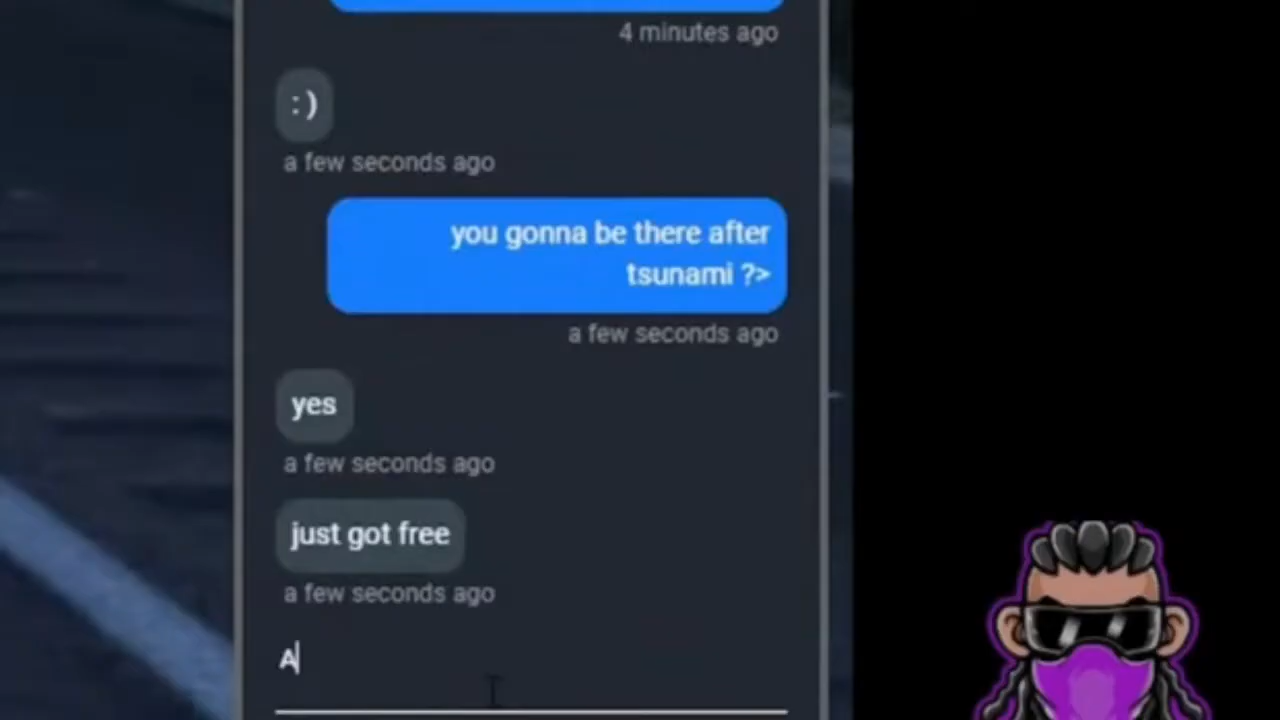 4 minutes ago
: )
a few seconds ago
you gonna be there after
tsunami ?>
a few seconds ago
yes
a few seconds ago
just got free
a few seconds ago
A